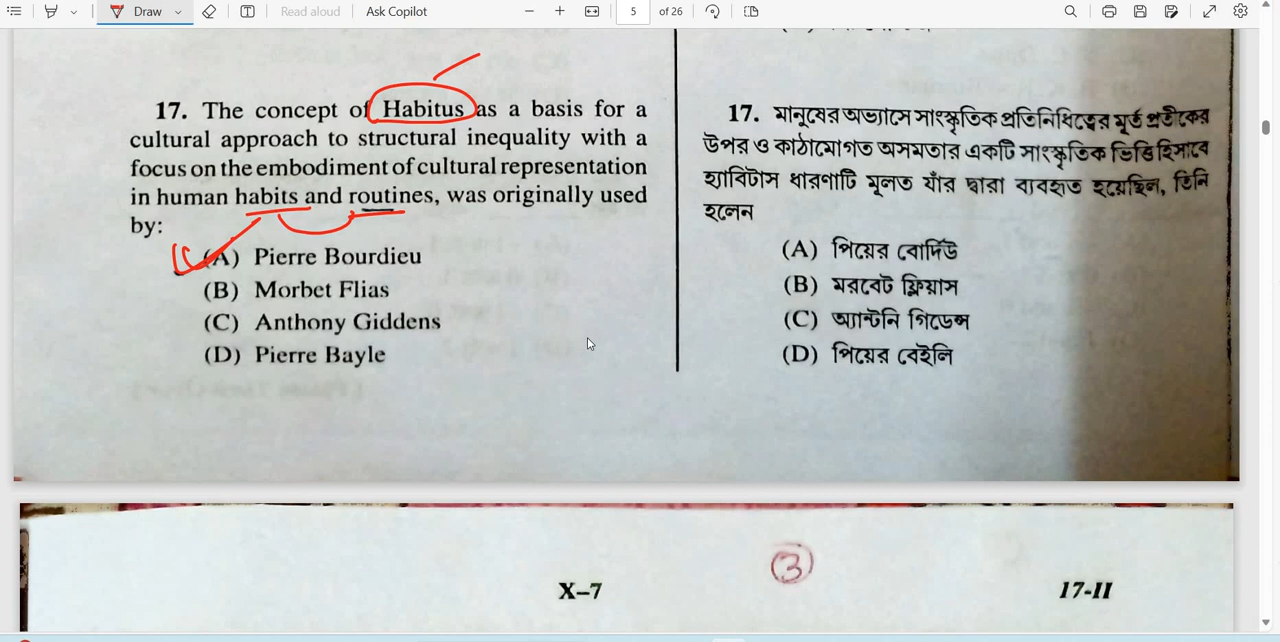 Draw
Read aloud
Ask Copilot
5
of 26
17. The concept of Habitus as a basis for a
cultural approach to structural inequality with a
focus on the embodiment of cultural representation
in human habits and routines, was originally used
by:
(A) Pierre Bourdieu
(B) Morbet Flias
(C) Anthony Giddens
(D) Pierre Bayle
17. মানুষের অভ্যাসে সাংস্কৃতিক প্রতিনিধিত্বের মূর্ত প্রতীকের
উপর ও কাঠামোগত অসমতার একটি সাংস্কৃতিক ভিত্তি হিসাবে
হ্যাবিটাস ধারণাটি মূলত যাঁর দ্বারা ব্যবহৃত হয়েছিল, তিনি
হলেন
(A) পিয়ের বোর্দিউ
(B) মরবেট ফ্লিয়াস
(C) অ্যান্টনি গিডেন্স
(D) পিয়ের বেইলি
3
X–7
17-II